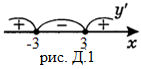 + − + y′
-3 3 x
рис. Д.1